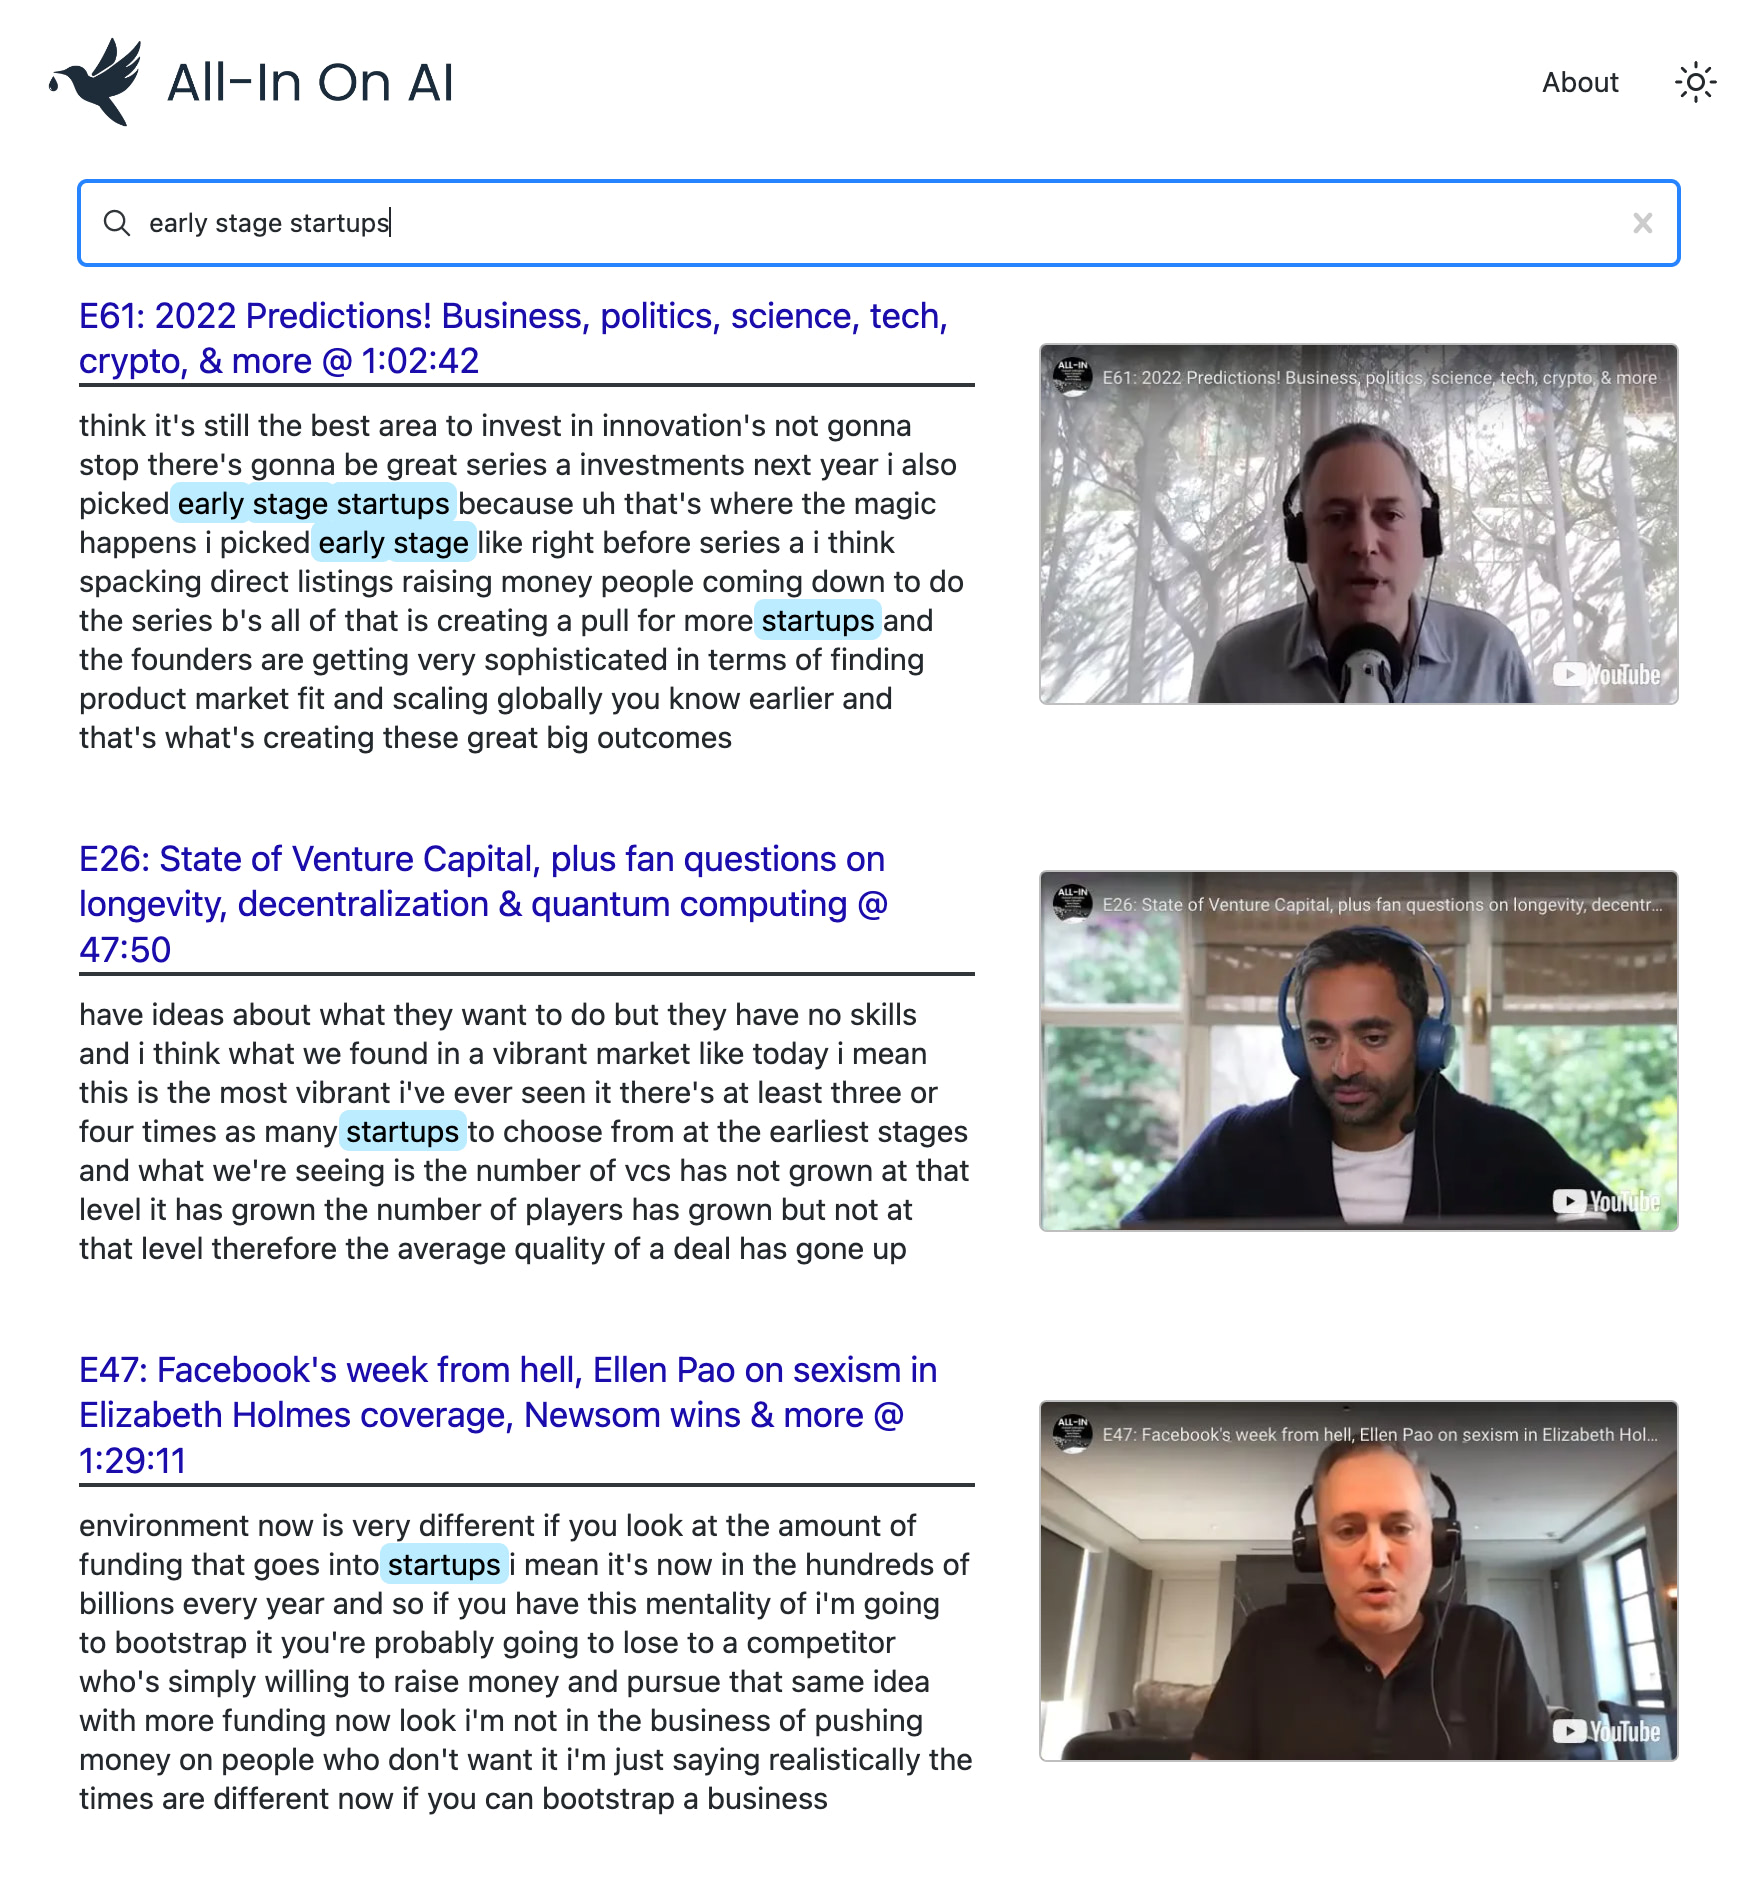 All-In On AI
About
early stage startups
E61: 2022 Predictions! Business, politics, science, tech,
crypto, & more @ 1:02:42
think it's still the best area to invest in innovation's not gonna
stop there's gonna be great series a investments next year i also
picked early stage startups because uh that's where the magic
happens i picked early stage like right before series a i think
spacking direct listings raising money people coming down to do
the series b's all of that is creating a pull for more startups and
the founders are getting very sophisticated in terms of finding
product market fit and scaling globally you know earlier and
that's what's creating these great big outcomes
ALL-IN
E61: 2022 Predictions! Business, politics, science, tech, crypto, & more
YouTube
E26: State of Venture Capital, plus fan questions on
longevity, decentralization & quantum computing @
47:50
have ideas about what they want to do but they have no skills
and i think what we found in a vibrant market like today i mean
this is the most vibrant i've ever seen it there's at least three or
four times as many startups to choose from at the earliest stages
and what we're seeing is the number of vcs has not grown at that
level it has grown the number of players has grown but not at
that level therefore the average quality of a deal has gone up
ALL-IN
E26: State of Venture Capital, plus fan questions on longevity, decentr...
YouTube
E47: Facebook's week from hell, Ellen Pao on sexism in
Elizabeth Holmes coverage, Newsom wins & more @
1:29:11
environment now is very different if you look at the amount of
funding that goes into startups i mean it's now in the hundreds of
billions every year and so if you have this mentality of i'm going
to bootstrap it you're probably going to lose to a competitor
who's simply willing to raise money and pursue that same idea
with more funding now look i'm not in the business of pushing
money on people who don't want it i'm just saying realistically the
times are different now if you can bootstrap a business
ALL-IN
E47: Facebook's week from hell, Ellen Pao on sexism in Elizabeth Hol...
YouTube